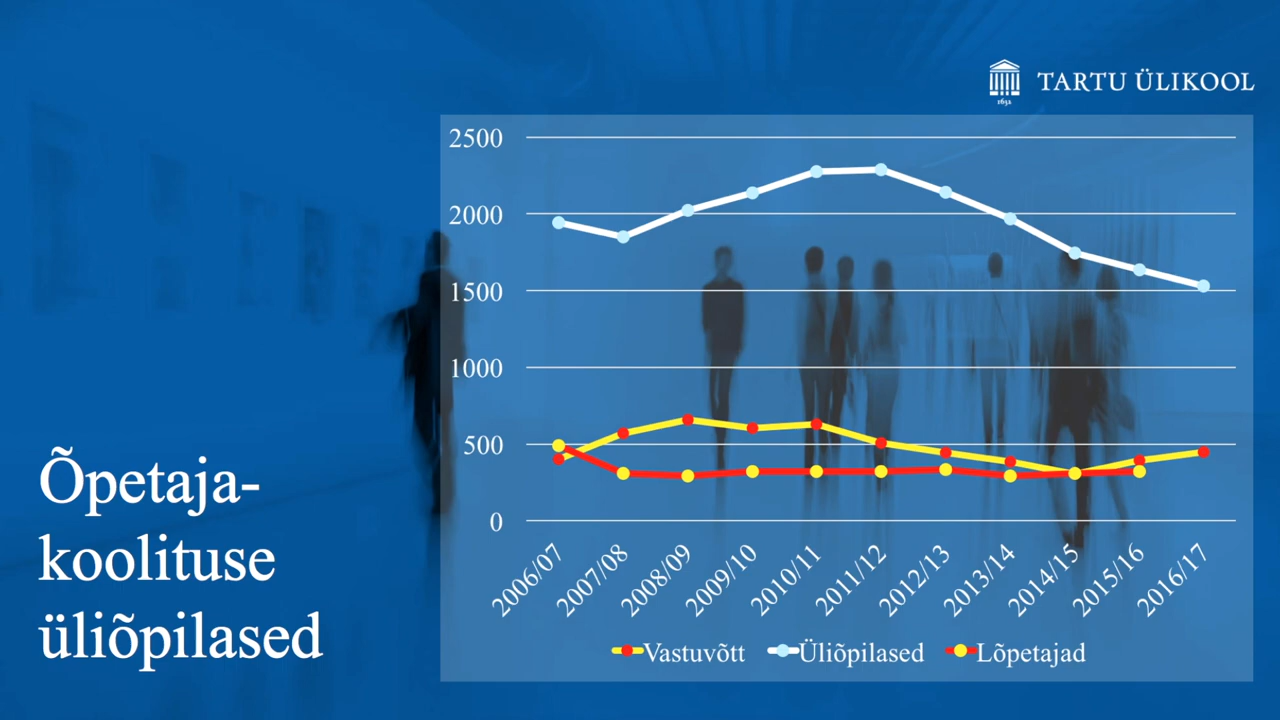 TARTU ÜLIKOOL
1632
2500
2000
1500
1000
500
0
2006/07
2007/08
2008/09
2009/10
2010/11
2011/12
2012/13
2013/14
2014/15
2015/16
2016/17
Vastuvõtt
Üliõpilased
Lõpetajad
Õpetaja-
koolituse
üliõpilased